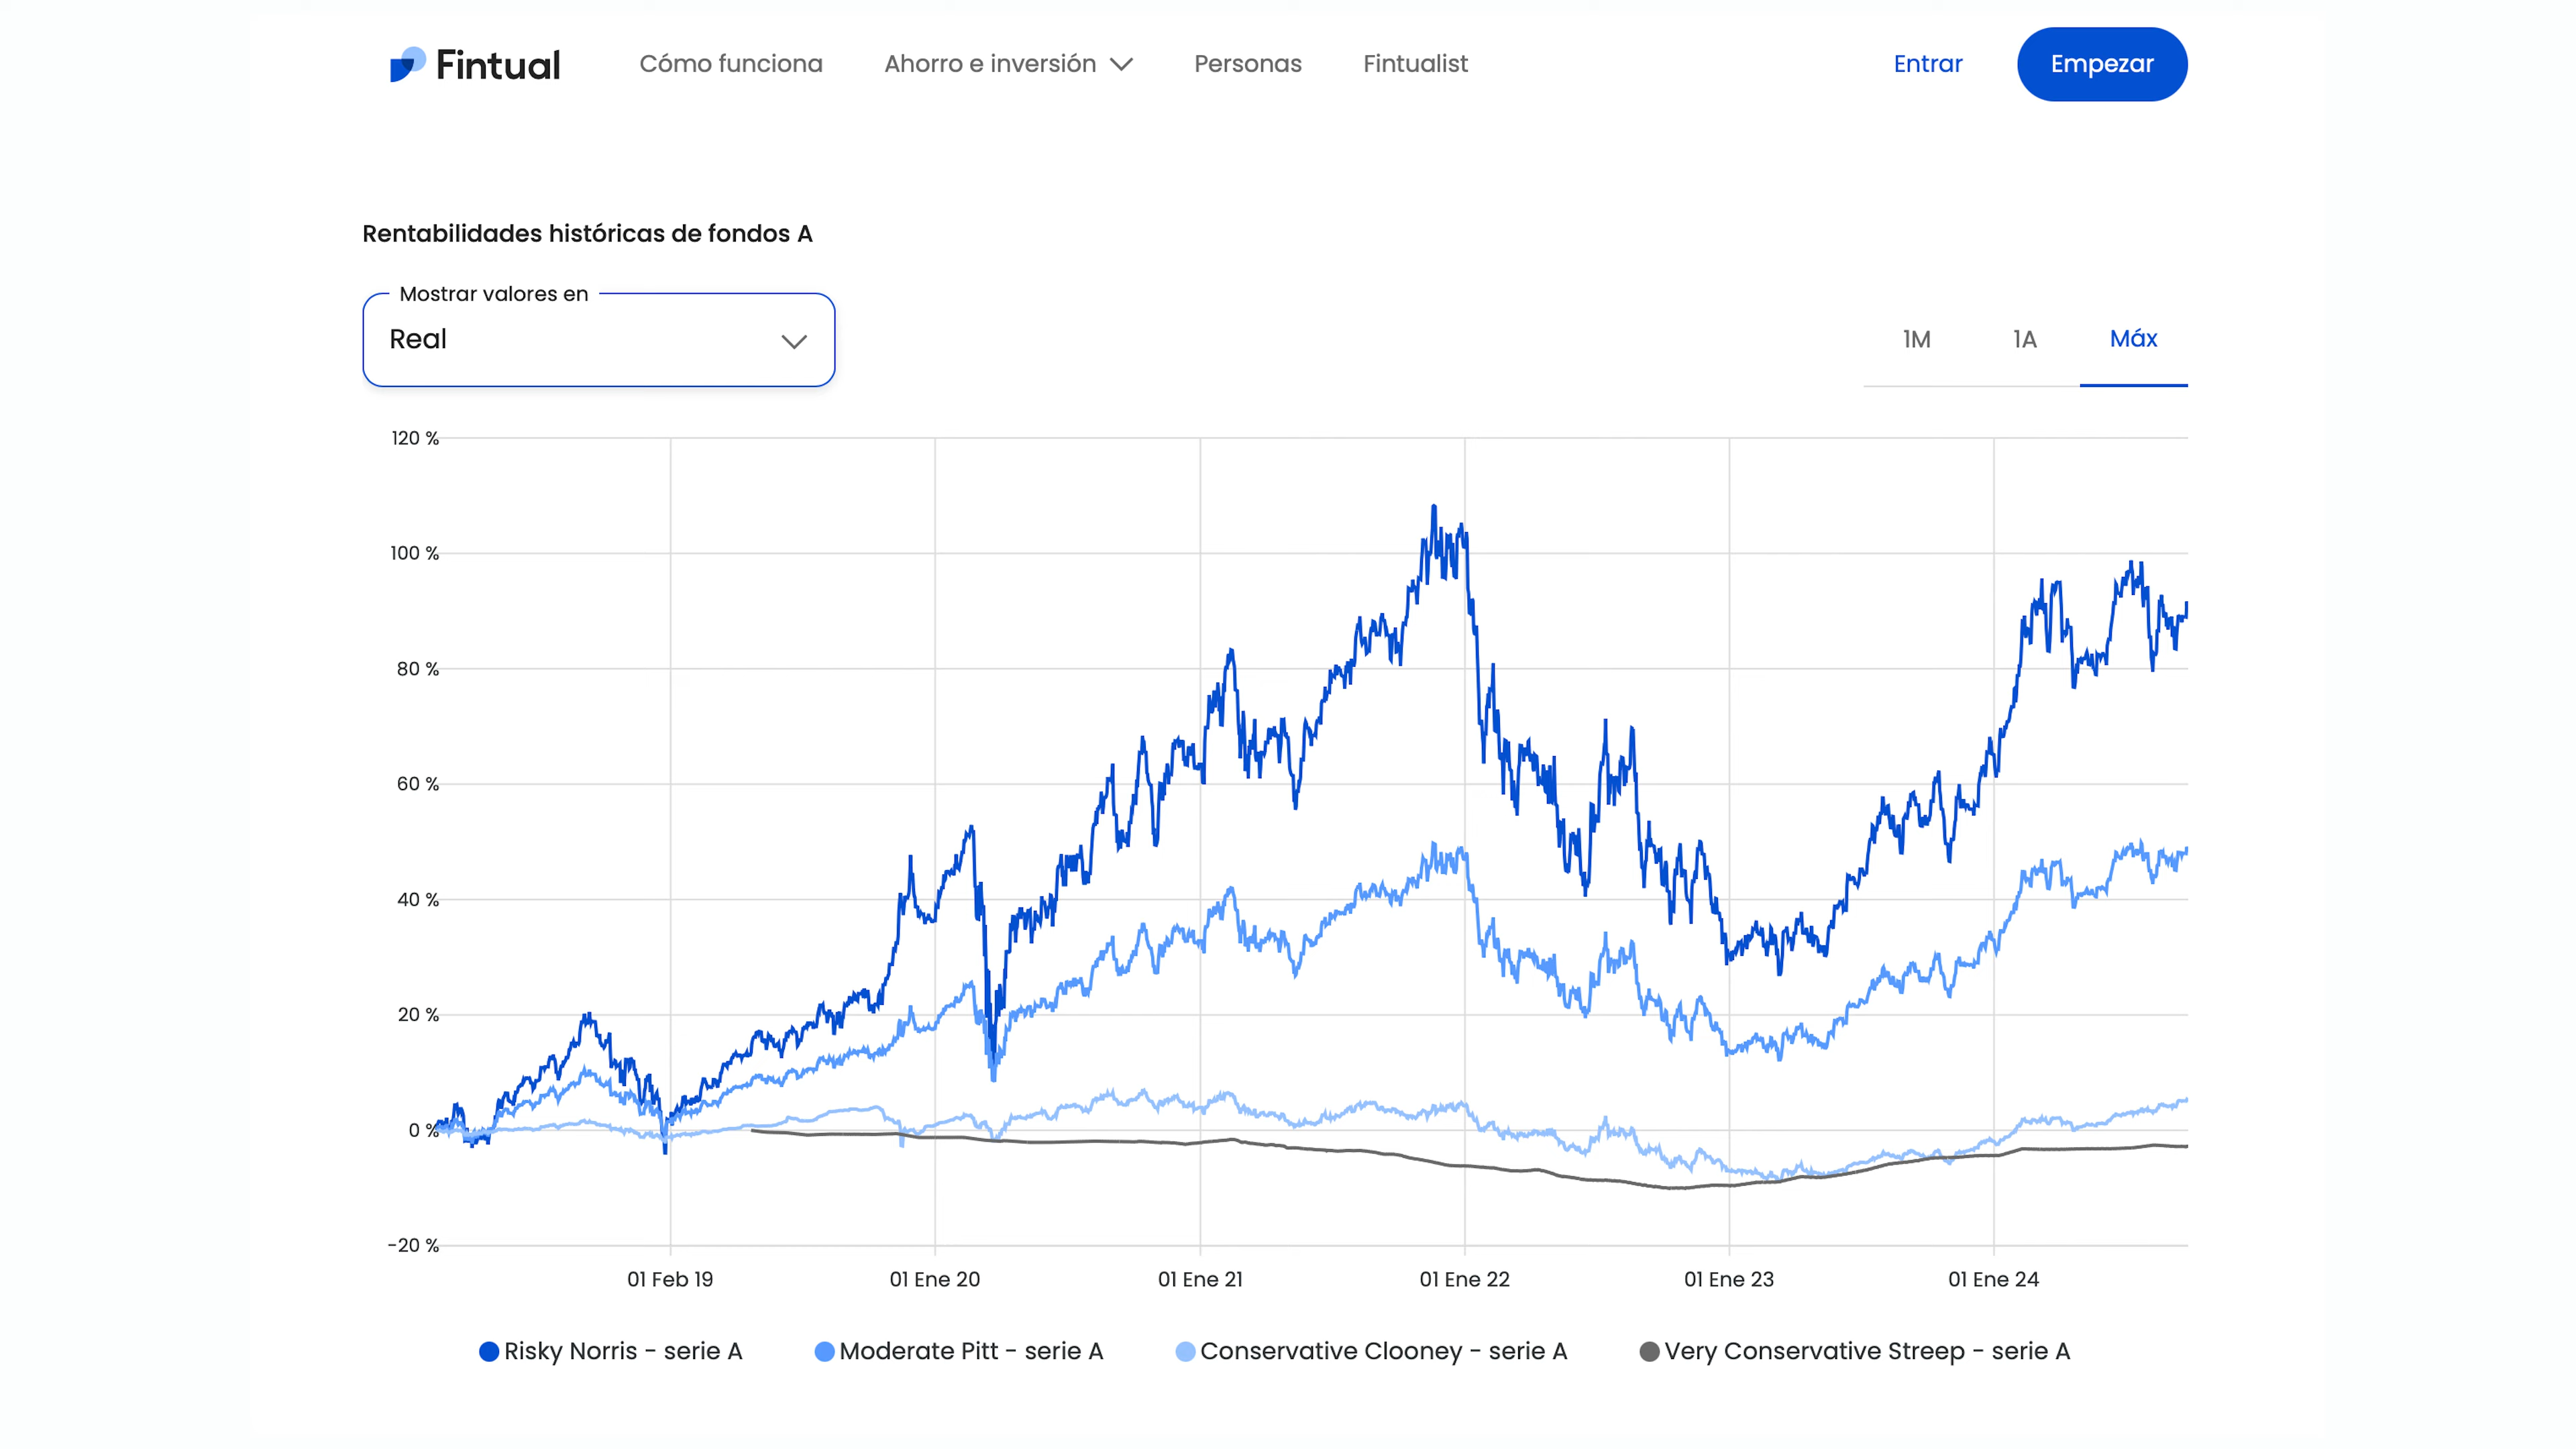 Fintual
Cómo funciona
Ahorro e inversión
Personas
Fintualist
Entrar
Empezar
Rentabilidades históricas de fondos A
Mostrar valores en
Real
1M
1A
Máx
120 %
100 %
80 %
60 %
40 %
20 %
0 %
-20 %
01 Feb 19
01 Ene 20
01 Ene 21
01 Ene 22
01 Ene 23
01 Ene 24
Risky Norris - serie A
Moderate Pitt - serie A
Conservative Clooney - serie A
Very Conservative Streep - serie A